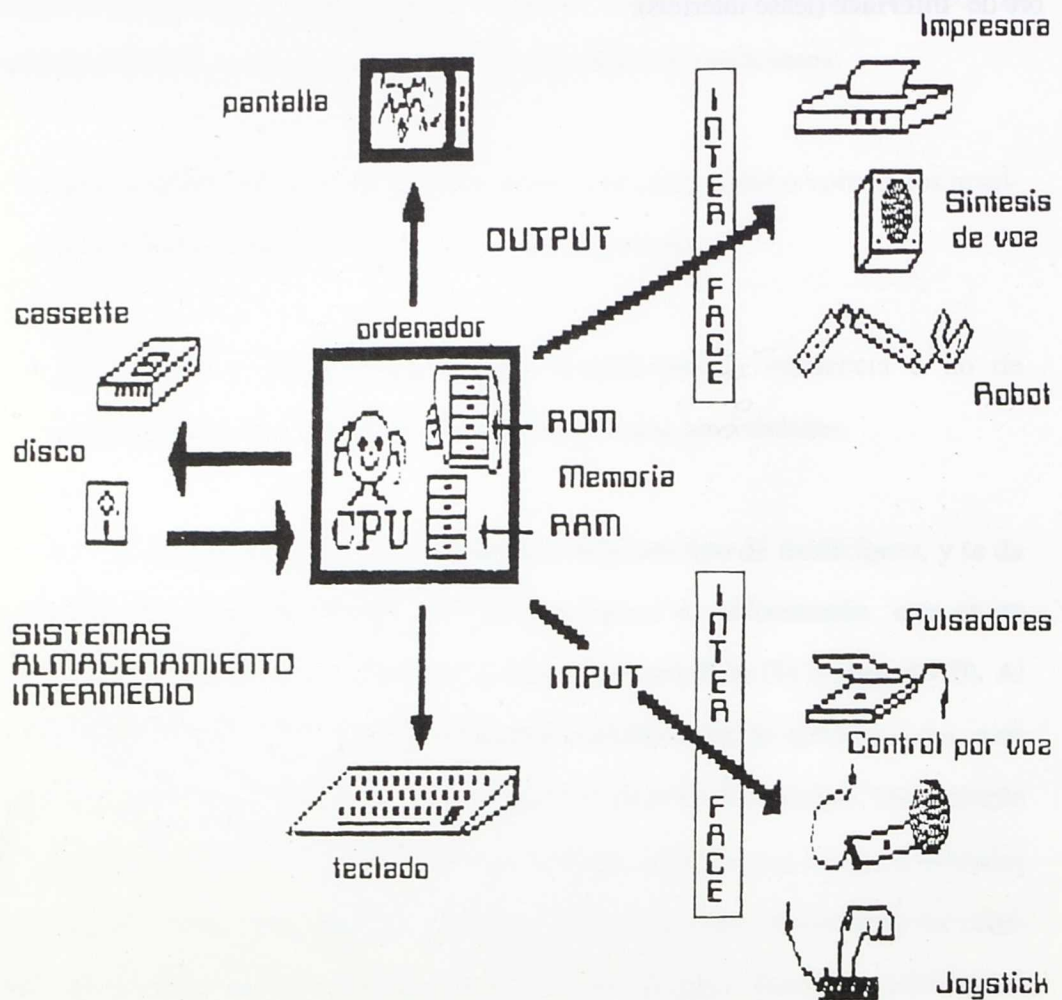 Impresora
pantalla
INTERFACE
OUTPUT
Síntesis
de voz
cassette
ordenador
ROM
Robot
disco
Memoria
CPU
RAM
SISTEMAS
ALMACENAMIENTO
INTERMEDIO
INPUT
INTERFACE
Pulsadores
Control por voz
teclado
Joystick